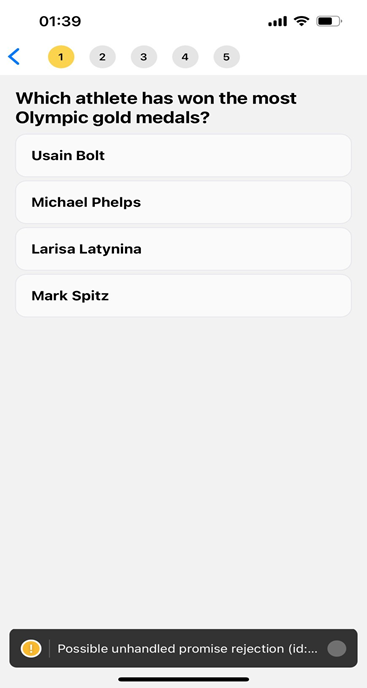 01:39
1 2 3 4 5
Which athlete has won the most
Olympic gold medals?
Usain Bolt
Michael Phelps
Larisa Latynina
Mark Spitz
! Possible unhandled promise rejection (id:...